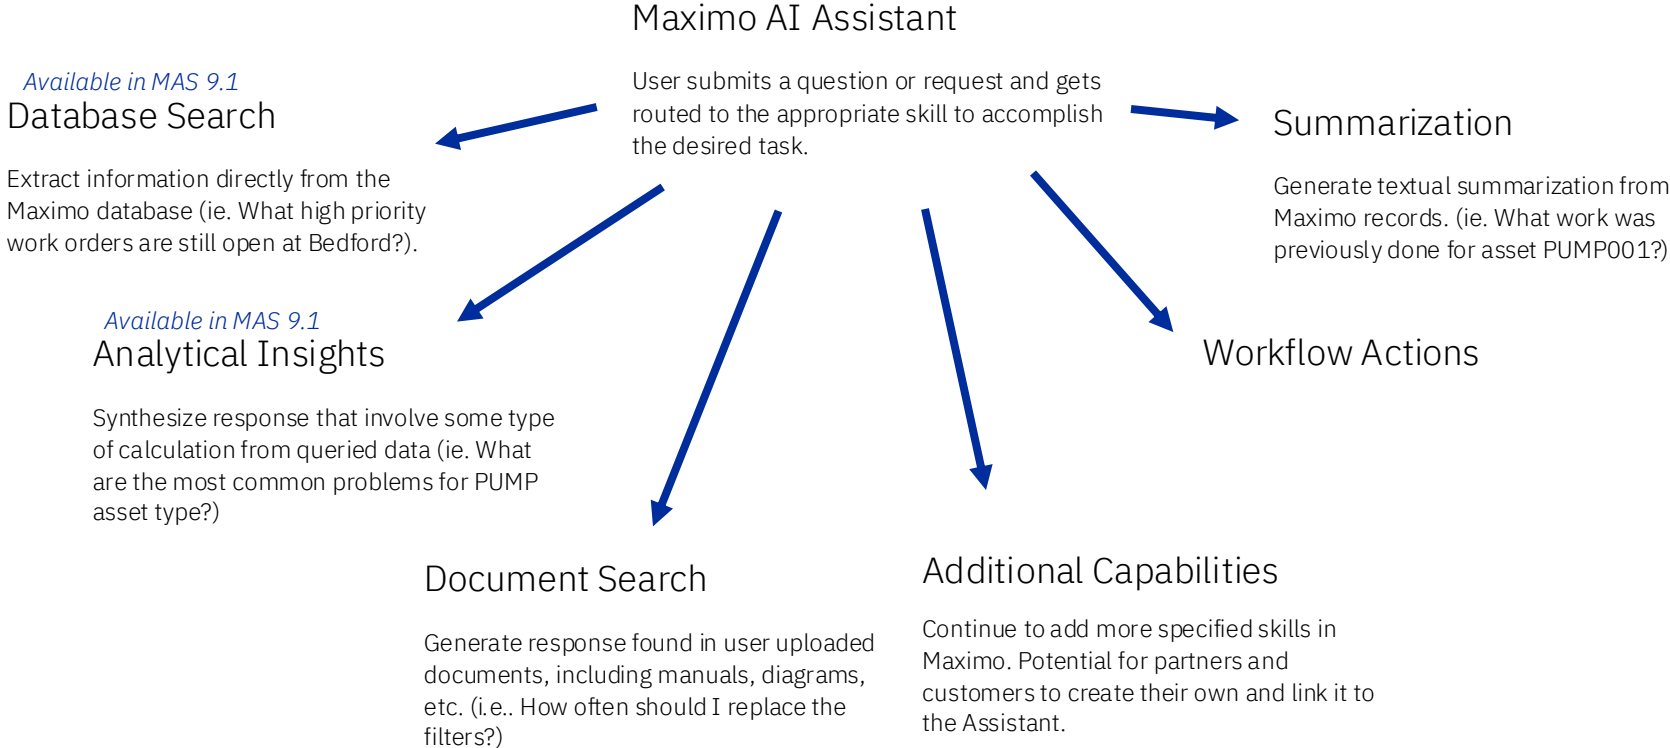 Maximo AI Assistant
User submits a question or request and gets
routed to the appropriate skill to accomplish
the desired task.
Available in MAS 9.1
Database Search
Extract information directly from the
Maximo database (ie. What high priority
work orders are still open at Bedford?).
Available in MAS 9.1
Analytical Insights
Synthesize response that involve some type
of calculation from queried data (ie. What
are the most common problems for PUMP
asset type?)
Document Search
Generate response found in user uploaded
documents, including manuals, diagrams,
etc. (i.e.. How often should I replace the
filters?)
Additional Capabilities
Continue to add more specified skills in
Maximo. Potential for partners and
customers to create their own and link it to
the Assistant.
Workflow Actions
Summarization
Generate textual summarization from
Maximo records. (ie. What work was
previously done for asset PUMP001?)